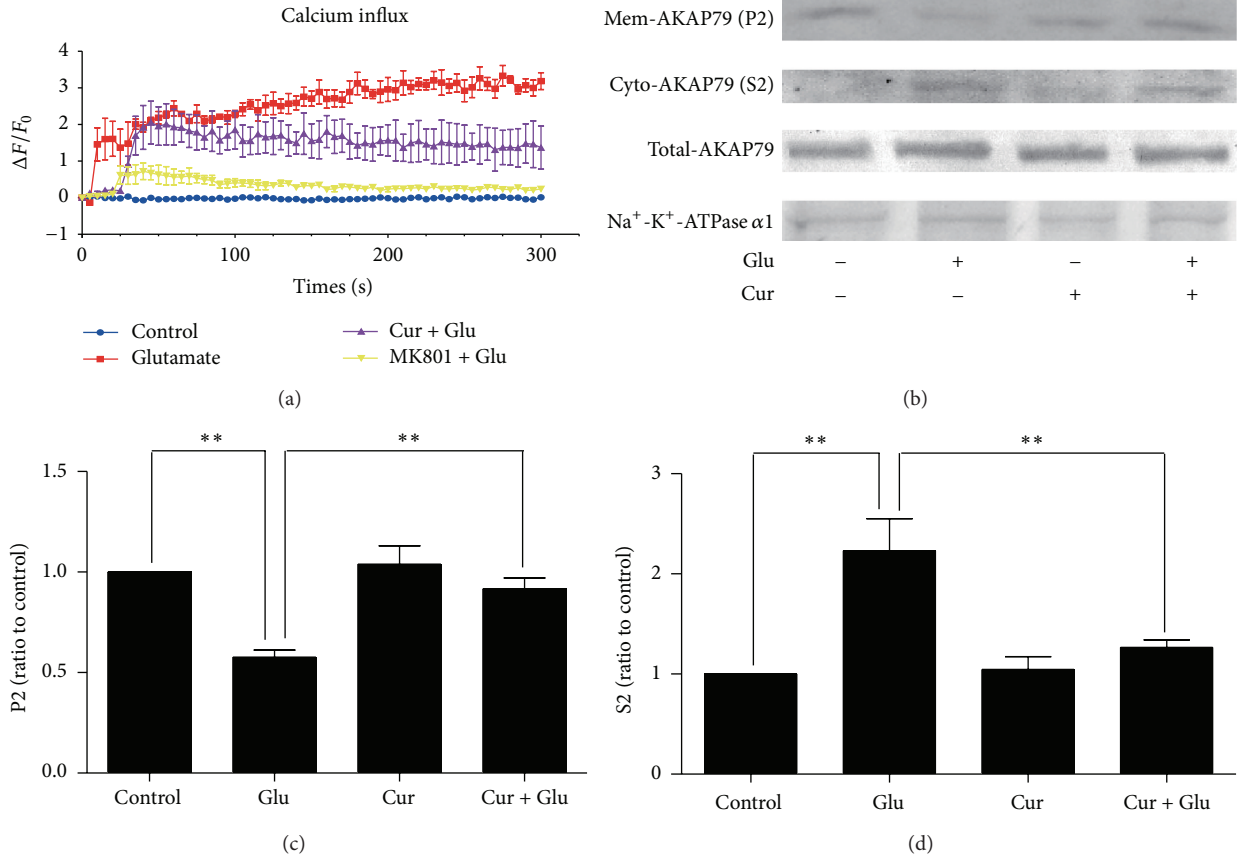 Calcium influx
ΔF/F0
4
3
2
1
0
−1
0
100
200
300
Times (s)
Control
Glutamate
Cur + Glu
MK801 + Glu
(a)
Mem-AKAP79 (P2)
Cyto-AKAP79 (S2)
Total-AKAP79
Na+-K+-ATPase α1
Glu − + − +
Cur − − + +
(b)
P2 (ratio to control)
1.5
1.0
0.5
0.0
** **
Control Glu Cur Cur + Glu
(c)
S2 (ratio to control)
3
2
1
0
** **
Control Glu Cur Cur + Glu
(d)